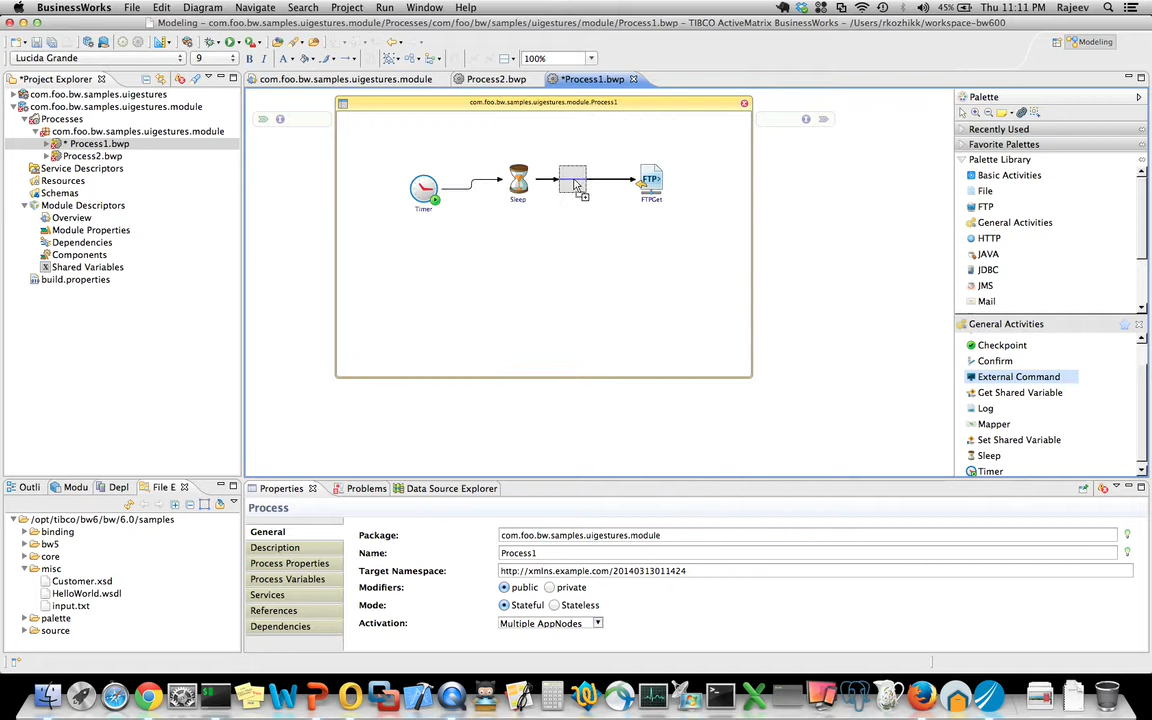 BusinessWorks File Edit Diagram Navigate Search Project Run Window Help 45% Thu 11:11 PM Rajeev
Modeling - com.foo.bw.samples.uigestures.module/Processes/com/foo/bw/samples/uigestures/module/Process1.bwp - TIBCO ActiveMatrix BusinessWorks - /Users/rkozhikk/workspace-bw600
Modeling
Lucida Grande 9 B I A 100%
*Project Explorer
com.foo.bw.samples.uigestures
com.foo.bw.samples.uigestures.module
Processes
com.foo.bw.samples.uigestures.module
* Process1.bwp
Process2.bwp
Service Descriptors
Resources
Schemas
Module Descriptors
Overview
Module Properties
Dependencies
Components
Shared Variables
build.properties
com.foo.bw.samples.uigestures.module Process2.bwp *Process1.bwp
com.foo.bw.samples.uigestures.module.Process1
Timer
Sleep
FTP>
FTPGet
Palette
Recently Used
Favorite Palettes
Palette Library
Basic Activities
File
FTP
General Activities
HTTP
JAVA
JDBC
JMS
Mail
General Activities
Checkpoint
Confirm
External Command
Get Shared Variable
Log
Mapper
Set Shared Variable
Sleep
Timer
Outli Modu Depl File E
/opt/tibco/bw6/bw/6.0/samples
binding
bw5
core
misc
Customer.xsd
HelloWorld.wsdl
input.txt
palette
source
Properties Problems Data Source Explorer
Process
General
Description
Process Properties
Process Variables
Services
References
Dependencies
Package: com.foo.bw.samples.uigestures.module
Name: Process1
Target Namespace: http://xmlns.example.com/20140313011424
Modifiers: public private
Mode: Stateful Stateless
Activation: Multiple AppNodes